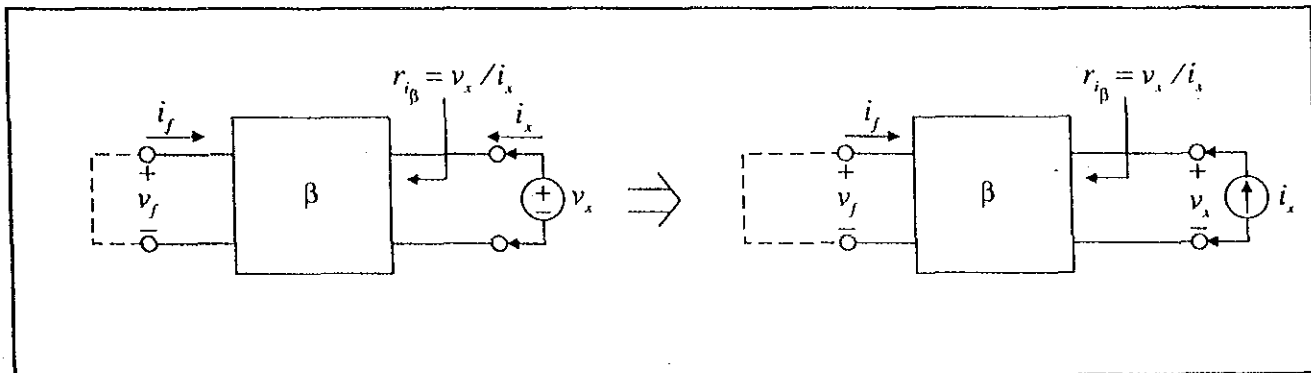 r_{i_β} = v_x / i_x
i_f
i_x
+
v_f
−
β
+
−
v_x
r_{i_β} = v_x / i_x
i_f
+
v_f
−
β
+
v_x
−
i_x